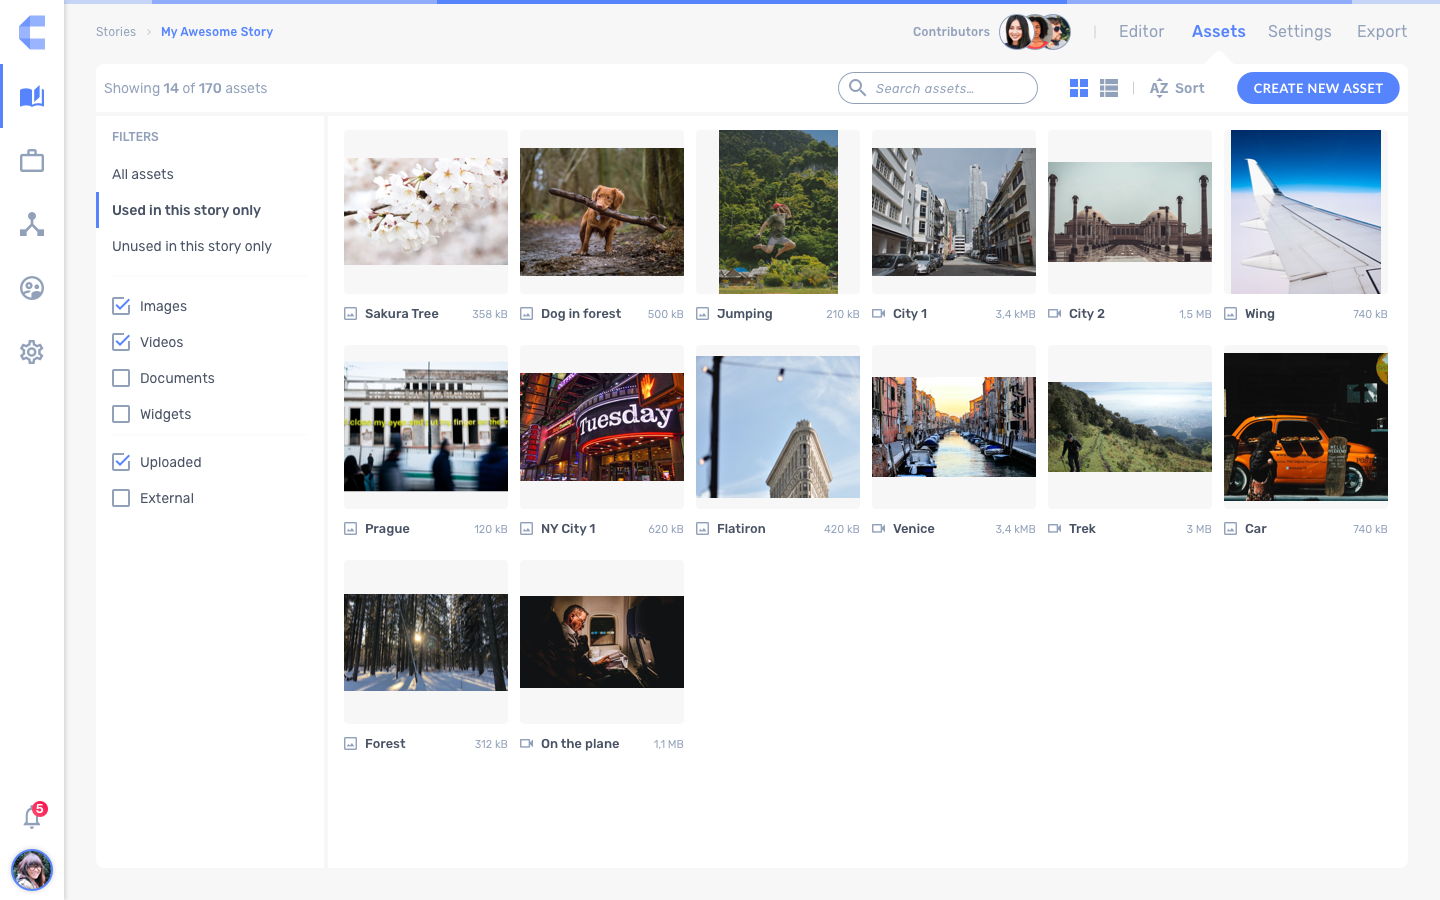 Stories > My Awesome Story
Contributors | Editor Assets Settings Export
Showing 14 of 170 assets
Search assets...
Sort
CREATE NEW ASSET
FILTERS
All assets
Used in this story only
Unused in this story only
Images
Videos
Documents
Widgets
Uploaded
External
Sakura Tree 358 kB
Dog in forest 500 kB
Jumping 210 kB
City 1 3,4 kMB
City 2 1,5 MB
Wing 740 kB
Tuesday
Prague 120 kB
NY City 1 620 kB
Flatiron 420 kB
Venice 3,4 kMB
Trek 3 MB
Car 740 kB
Forest 312 kB
On the plane 1,1 MB
5